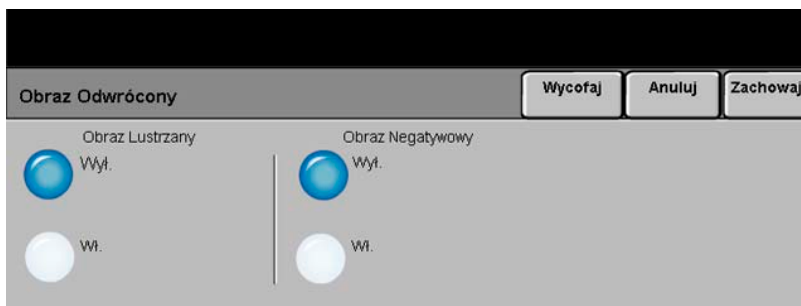 Obraz Odwrócony
Wycofaj
Anuluj
Zachowaj
Obraz Lustrzany
Wył.
Wł.
Obraz Negatywowy
Wył.
Wł.